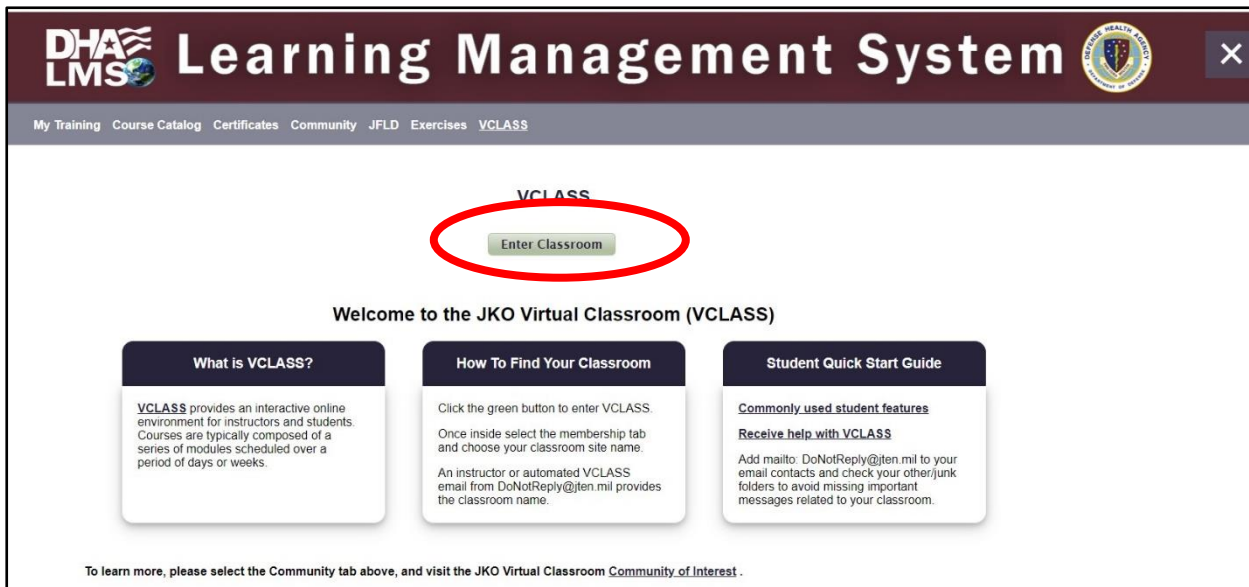 DHA
LMS
Learning Management System
DEFENSE HEALTH AGENCY
DEPARTMENT OF DEFENSE
X
My Training Course Catalog Certificates Community JFLD Exercises VCLASS
VCLASS
Enter Classroom
Welcome to the JKO Virtual Classroom (VCLASS)
What is VCLASS?
VCLASS provides an interactive online
environment for instructors and students.
Courses are typically composed of a
series of modules scheduled over a
period of days or weeks.
How To Find Your Classroom
Click the green button to enter VCLASS.
Once inside select the membership tab
and choose your classroom site name.
An instructor or automated VCLASS
email from DoNotReply@jten.mil provides
the classroom name.
Student Quick Start Guide
Commonly used student features
Receive help with VCLASS
Add mailto: DoNotReply@jten.mil to your
email contacts and check your other/junk
folders to avoid missing important
messages related to your classroom.
To learn more, please select the Community tab above, and visit the JKO Virtual Classroom Community of Interest .